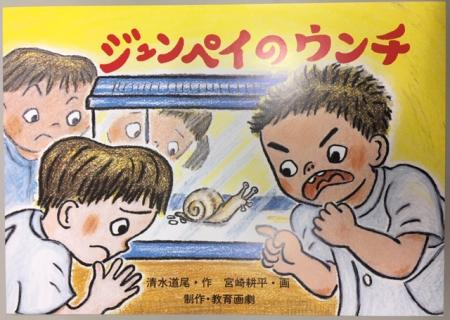 ジュンペイのウンチ
清水道尾・作　宮崎耕平・画
制作・教育画劇